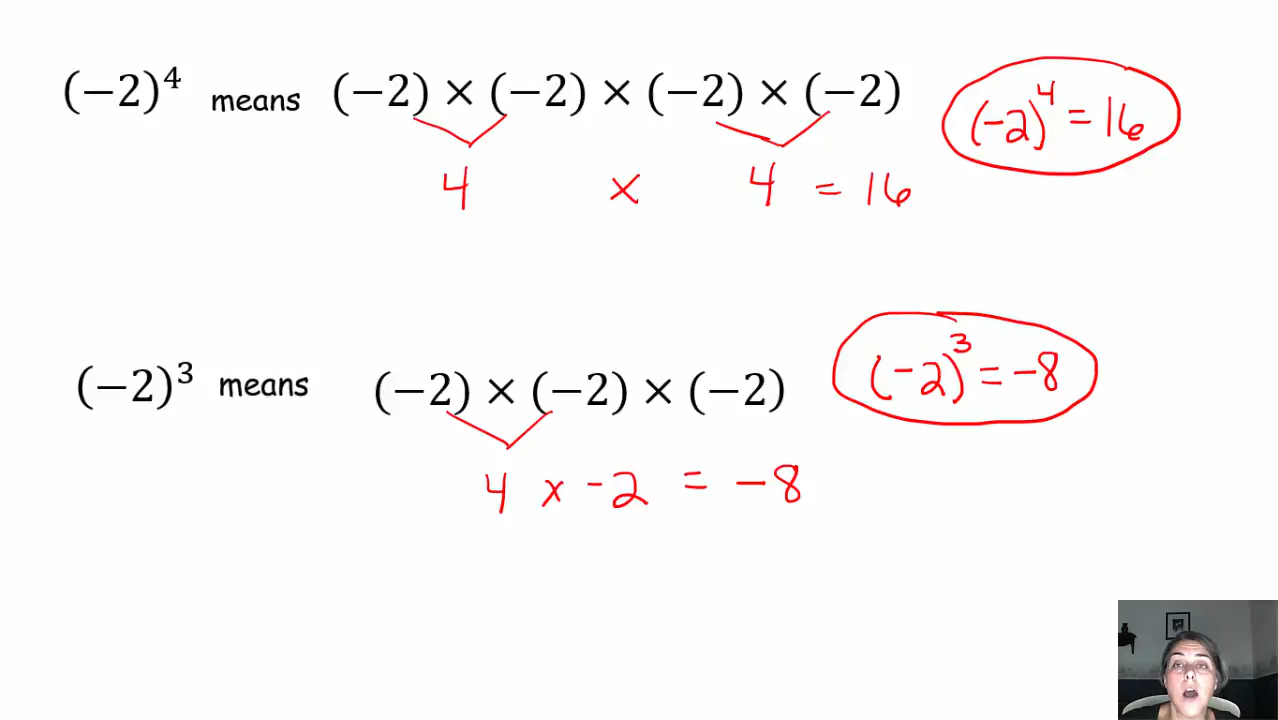 (−2)⁴ means (−2) × (−2) × (−2) × (−2) (-2)⁴ = 16
4 x 4 = 16
(−2)³ means (−2) × (−2) × (−2) (-2)³ = -8
4 x -2 = -8